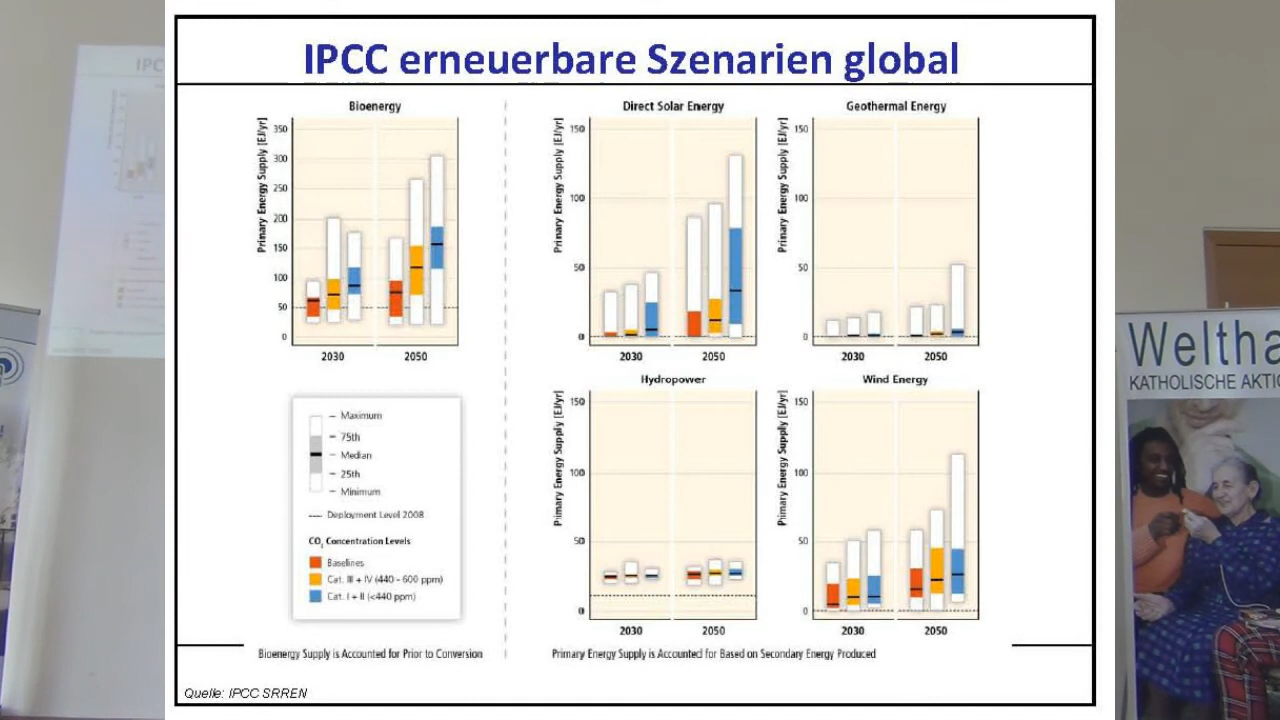 IPCC erneuerbare Szenarien global
Bioenergy
Primary Energy Supply [EJ/yr]
350
300
250
200
150
100
50
0
2030
2050
Direct Solar Energy
Primary Energy Supply [EJ/yr]
150
100
50
0
2030
2050
Geothermal Energy
Primary Energy Supply [EJ/yr]
150
100
50
0
2030
2050
Maximum
75th
Median
25th
Minimum
Deployment Level 2008
CO2 Concentration Levels
Baselines
Cat. III + IV (440 - 600 ppm)
Cat. I + II (<440 ppm)
Hydropower
Primary Energy Supply [EJ/yr]
150
100
50
0
2030
2050
Wind Energy
Primary Energy Supply [EJ/yr]
150
100
50
0
2030
2050
Bioenergy Supply is Accounted for Prior to Conversion
Primary Energy Supply is Accounted for Based on Secondary Energy Produced
Quelle: IPCC SRREN
IPC
Weltha
KATHOLISCHE AKTIO